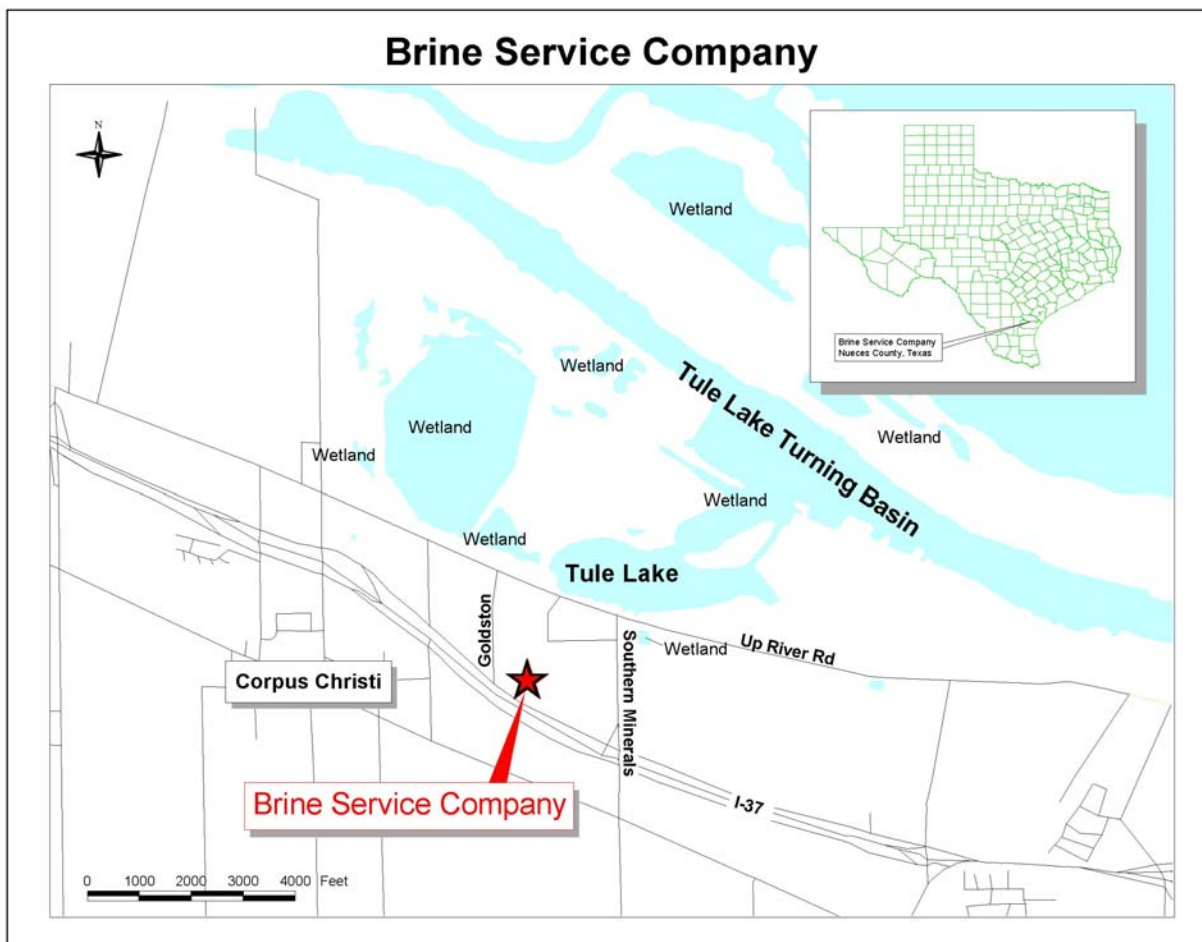 Brine Service Company
N
Wetland
Brine Service Company
Nueces County, Texas
Wetland
Tule Lake Turning Basin
Wetland
Wetland
Wetland
Wetland
Wetland
Tule Lake
Goldston
Southern Minerals
Wetland
Up River Rd
Corpus Christi
Brine Service Company
I-37
0 1000 2000 3000 4000 Feet